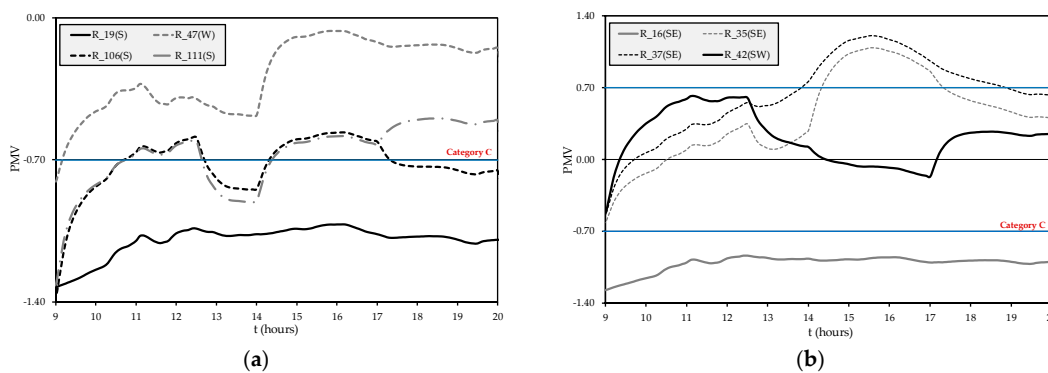 0.00
-0.70
-1.40
PMV
R_19(S)
R_47(W)
R_106(S)
R_111(S)
Category C
9 10 11 12 13 14 15 16 17 18 19 20
t (hours)
(a)
1.40
0.70
0.00
-0.70
-1.40
PMV
R_16(SE)
R_35(SE)
R_37(SE)
R_42(SW)
Category C
9 10 11 12 13 14 15 16 17 18 19
t (hours)
(b)